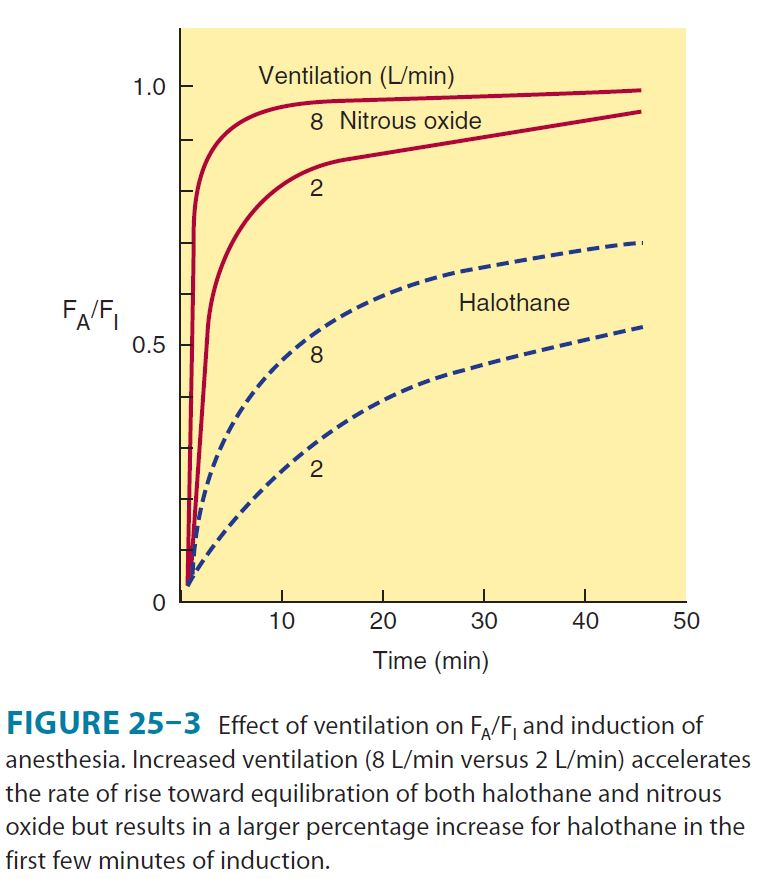 Ventilation (L/min)
1.0
8 Nitrous oxide
2
FA/FI
Halothane
0.5
8
2
0
10 20 30 40 50
Time (min)
FIGURE 25–3 Effect of ventilation on FA/FI and induction of
anesthesia. Increased ventilation (8 L/min versus 2 L/min) accelerates
the rate of rise toward equilibration of both halothane and nitrous
oxide but results in a larger percentage increase for halothane in the
first few minutes of induction.